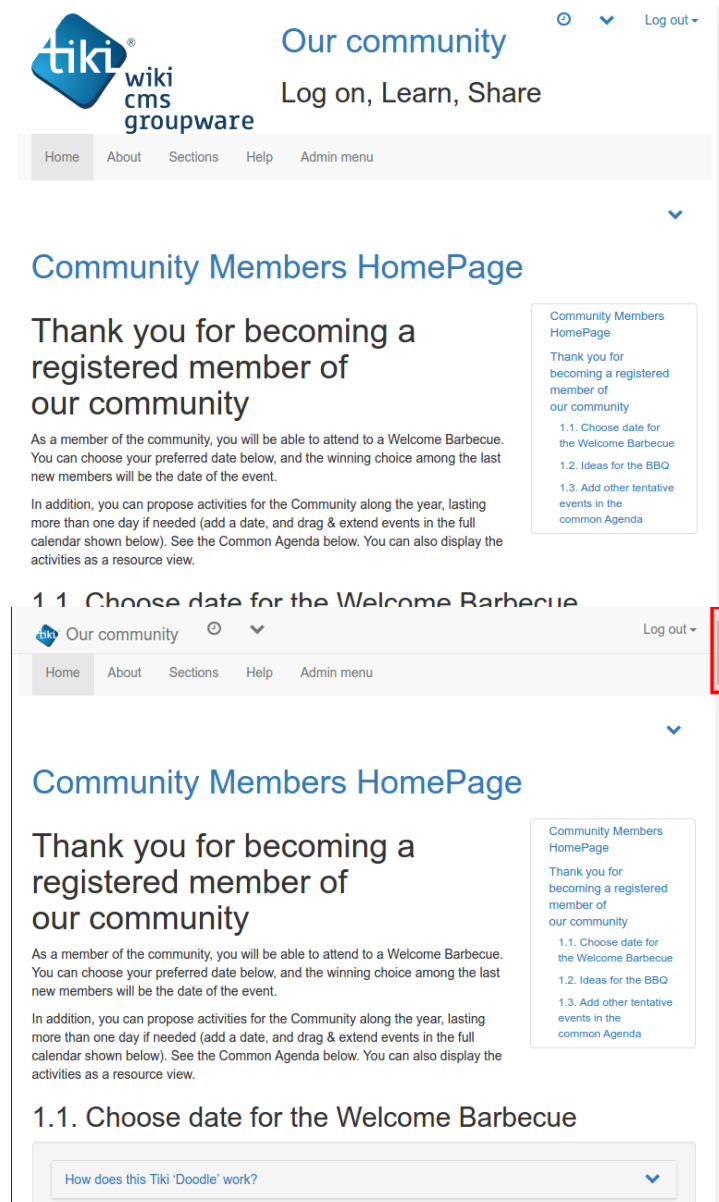 tiki®
wiki
cms
groupware
Our community
Log out
Log on, Learn, Share
Home About Sections Help Admin menu
Community Members HomePage
Thank you for becoming a
registered member of
our community
As a member of the community, you will be able to attend to a Welcome Barbecue.
You can choose your preferred date below, and the winning choice among the last
new members will be the date of the event.
In addition, you can propose activities for the Community along the year, lasting
more than one day if needed (add a date, and drag & extend events in the full
calendar shown below). See the Common Agenda below. You can also display the
activities as a resource view.
Community Members
HomePage
Thank you for
becoming a registered
member of
our community
1.1. Choose date for
the Welcome Barbecue
1.2. Ideas for the BBQ
1.3. Add other tentative
events in the
common Agenda
1.1. Choose date for the Welcome Barbecue
tiki Our community Log out
Home About Sections Help Admin menu
Community Members HomePage
Thank you for becoming a
registered member of
our community
As a member of the community, you will be able to attend to a Welcome Barbecue.
You can choose your preferred date below, and the winning choice among the last
new members will be the date of the event.
In addition, you can propose activities for the Community along the year, lasting
more than one day if needed (add a date, and drag & extend events in the full
calendar shown below). See the Common Agenda below. You can also display the
activities as a resource view.
Community Members
HomePage
Thank you for
becoming a registered
member of
our community
1.1. Choose date for
the Welcome Barbecue
1.2. Ideas for the BBQ
1.3. Add other tentative
events in the
common Agenda
1.1. Choose date for the Welcome Barbecue
How does this Tiki ‘Doodle’ work?